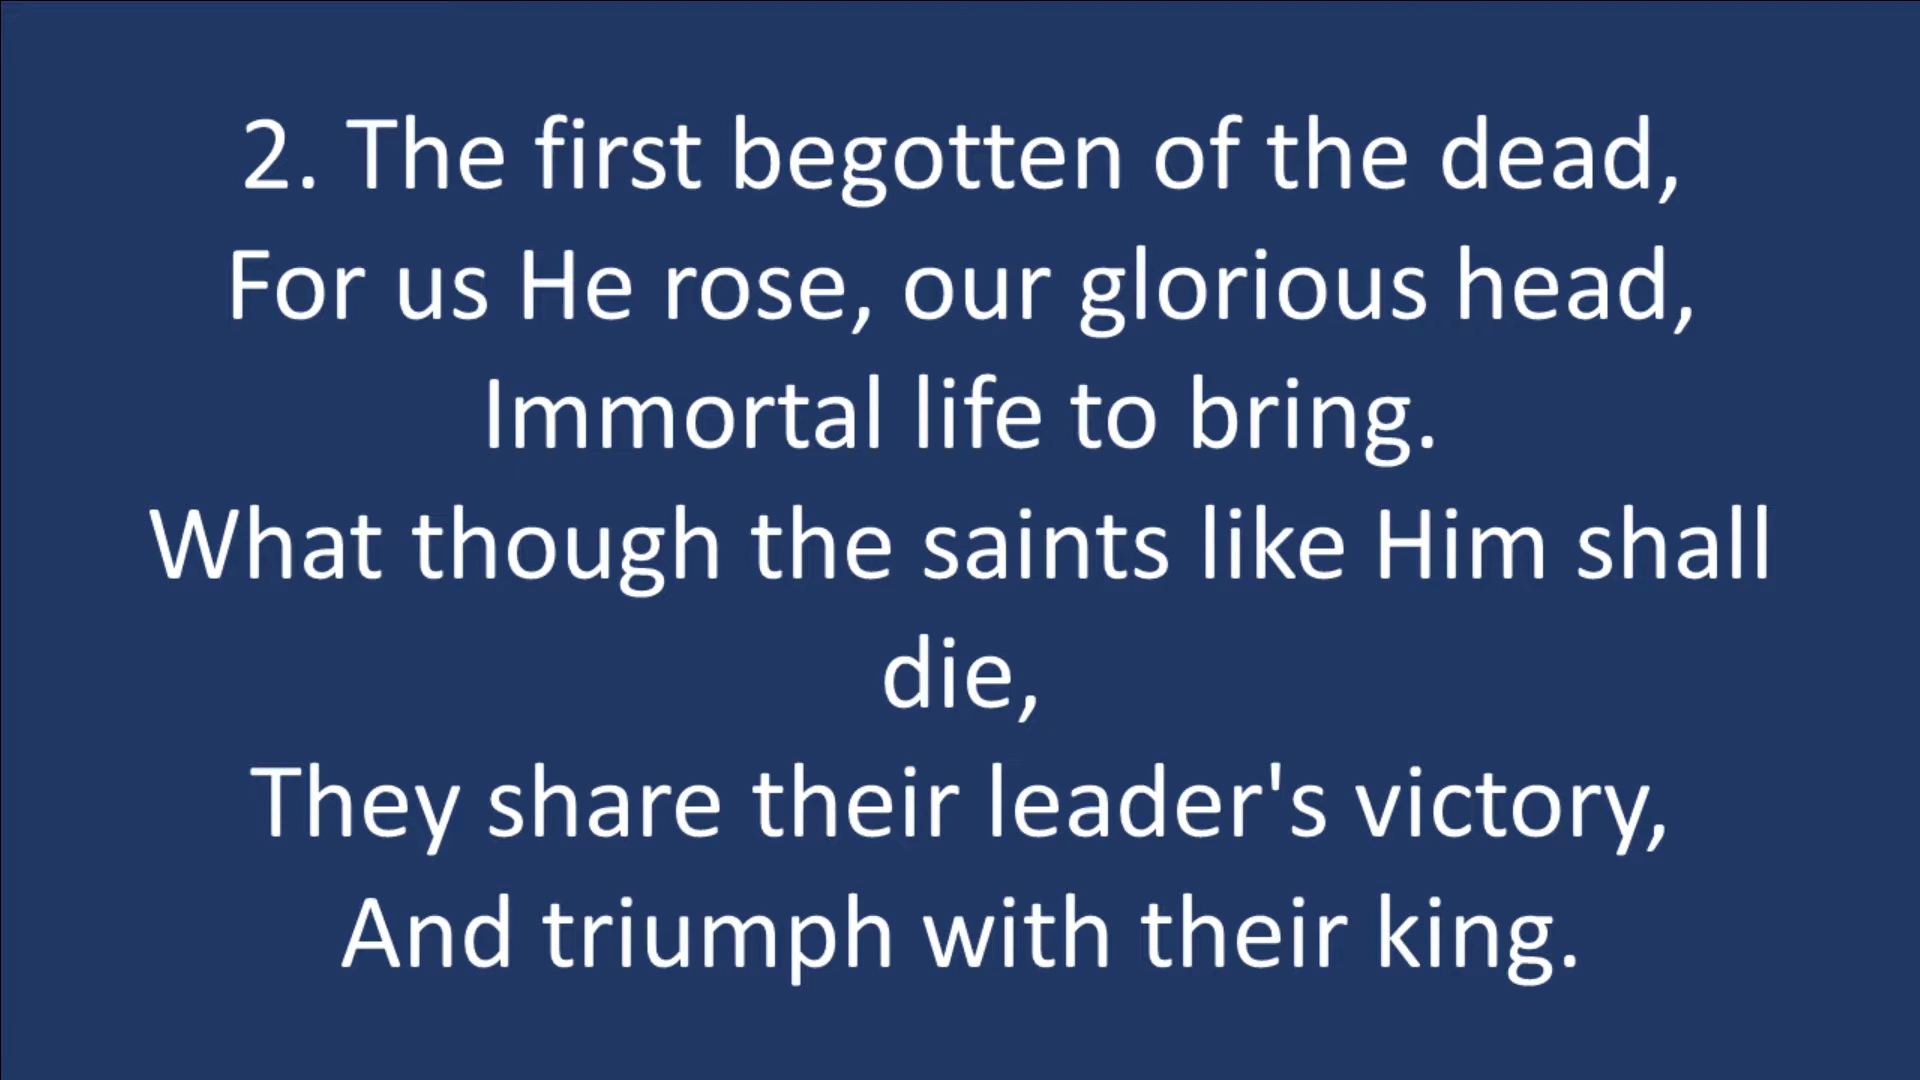 2. The first begotten of the dead,
For us He rose, our glorious head,
Immortal life to bring.
What though the saints like Him shall
die,
They share their leader's victory,
And triumph with their king.